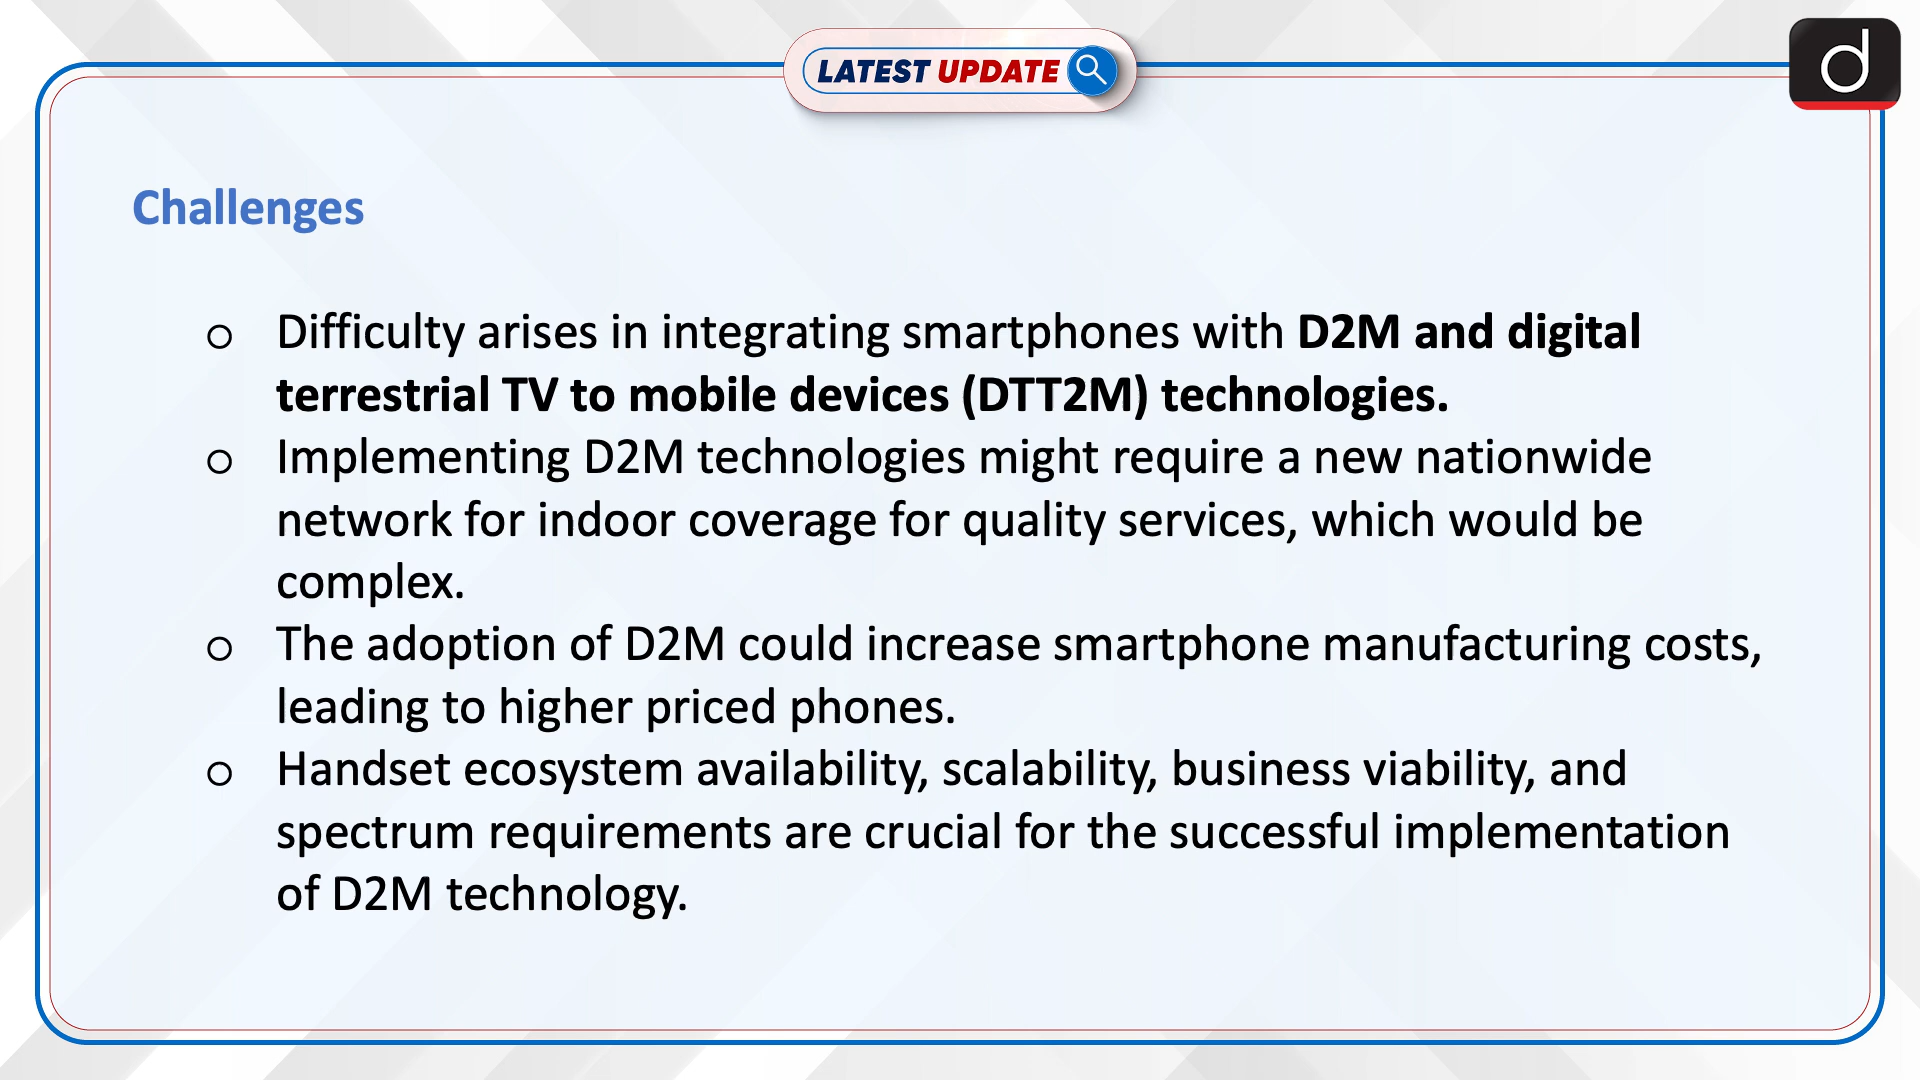 LATEST UPDATE
d
Challenges
○ Difficulty arises in integrating smartphones with D2M and digital
terrestrial TV to mobile devices (DTT2M) technologies.
○ Implementing D2M technologies might require a new nationwide
network for indoor coverage for quality services, which would be
complex.
○ The adoption of D2M could increase smartphone manufacturing costs,
leading to higher priced phones.
○ Handset ecosystem availability, scalability, business viability, and
spectrum requirements are crucial for the successful implementation
of D2M technology.